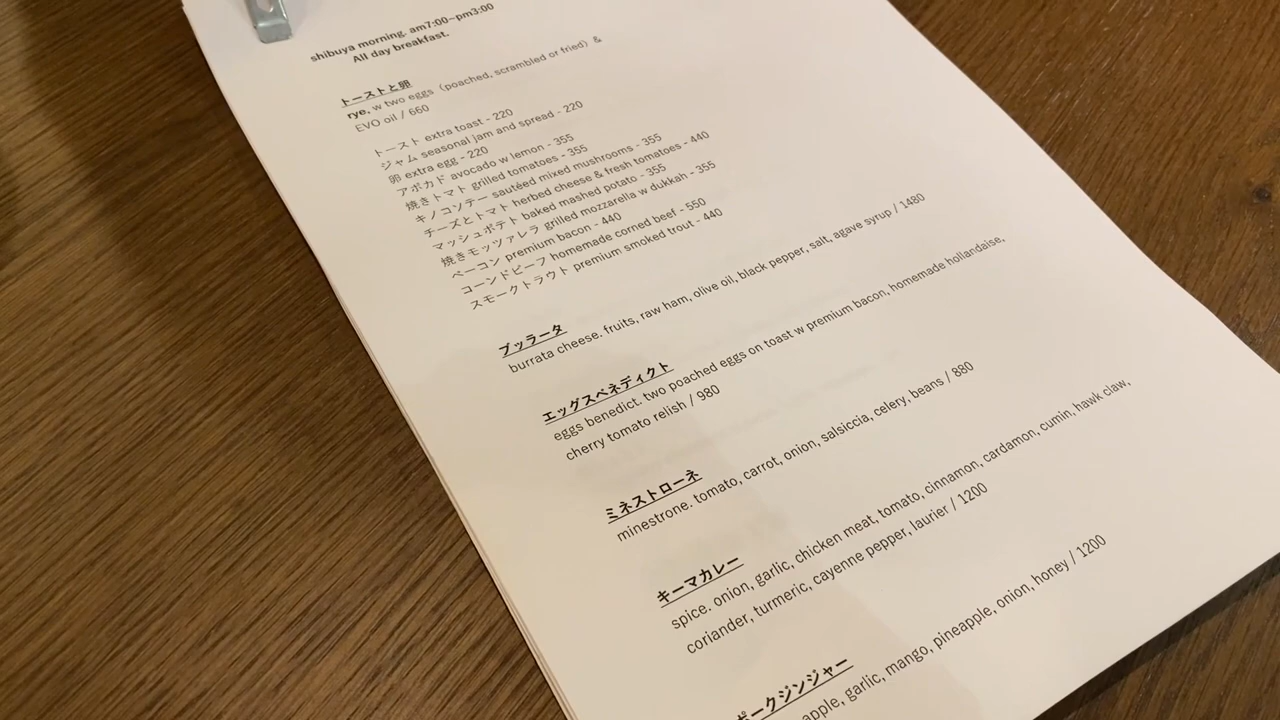 shibuya morning. am7:00–pm3:00
All day breakfast.
トーストと卵
rye. w two eggs（poached, scrambled or fried）&
EVO oil / 660
トースト extra toast - 220
ジャム seasonal jam and spread - 220
卵 extra egg - 220
アボカド avocado w lemon - 355
焼きトマト grilled tomatoes - 355
キノコソテー sautéed mixed mushrooms - 355
チーズとトマト herbed cheese & fresh tomatoes - 440
マッシュポテト baked mashed potato - 355
焼きモッツァレラ grilled mozzarella w dukkah - 355
ベーコン premium bacon - 440
コーンドビーフ homemade corned beef - 550
スモークトラウト premium smoked trout - 440
ブッラータ
burrata cheese. fruits, raw ham, olive oil, black pepper, salt, agave syrup / 1480
エッグスベネディクト
eggs benedict. two poached eggs on toast w premium bacon, homemade hollandaise,
cherry tomato relish / 980
ミネストローネ
minestrone. tomato, carrot, onion, salsiccia, celery, beans / 880
キーマカレー
spice. onion, garlic, chicken meat, tomato, cinnamon, cardamon, cumin, hawk claw,
coriander, turmeric, cayenne pepper, laurier / 1200
ポークジンジャー
apple, garlic, mango, pineapple, onion, honey / 1200